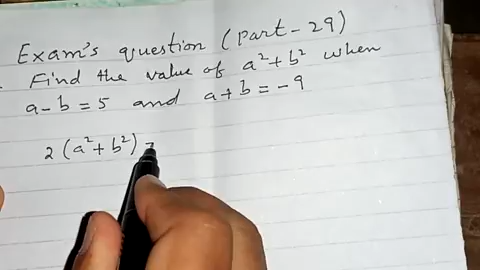 Exam's question (part-29)
Find the value of a²+b² when
a-b=5 and a+b=-9
2(a²+b²)=